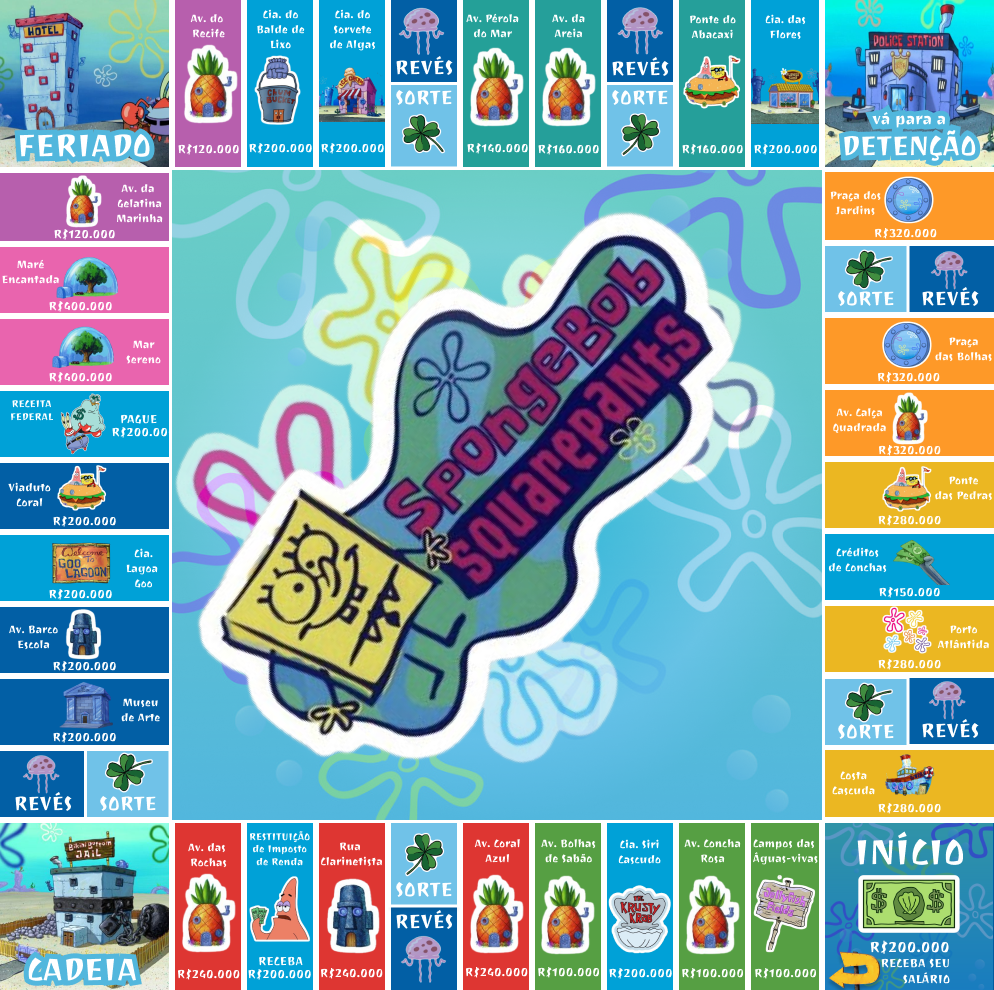 HOTEL
FERIADO
Av. do
Recife
R$120.000
Cia. do
Balde de
Lixo
CHUM
BUCKET
R$200.000
Cia. do
Sorvete
de Algas
R$200.000
REVÉS
SORTE
Av. Pérola
do Mar
R$140.000
Av. da
Areia
R$160.000
REVÉS
SORTE
Ponte do
Abacaxi
R$160.000
Cia. das
Flores
R$200.000
POLICE STATION
vá para a
DETENÇÃO
Av. da
Gelatina
Marinha
R$120.000
Maré
Encantada
R$400.000
Mar
Sereno
R$400.000
RECEITA
FEDERAL
PAGUE
R$200.00
Viaduto
Coral
R$200.000
Welcome
To
GOO
LAGOON
Cia.
Lagoa
Goo
R$200.000
Av. Barco
Escola
R$200.000
Museu
de Arte
R$200.000
REVÉS
SORTE
SpongeBob
squarepants
Praça dos
Jardins
R$320.000
SORTE
REVÉS
Praça
das Bolhas
R$320.000
Av. Calça
Quadrada
R$320.000
Ponte
das Pedras
R$280.000
Créditos
de Conchas
R$150.000
Porto
Atlântida
R$280.000
SORTE
REVÉS
Costa
Cascuda
R$280.000
Bikini Bottom
JAIL
CADEIA
Av. das
Rochas
R$240.000
RESTITUIÇÃO
de Imposto
de Renda
RECEBA
R$200.000
Rua
Clarinetista
R$240.000
SORTE
REVÉS
Av. Coral
Azul
R$240.000
Av. Bolhas
de Sabão
R$100.000
Cia. Siri
Cascudo
THE
KRUSTY
KRAB
R$200.000
Av. Concha
Rosa
R$100.000
Campos das
Águas-vivas
Jellyfish
Fields
R$100.000
INÍCIO
R$200.000
RECEBA SEU
SALÁRIO